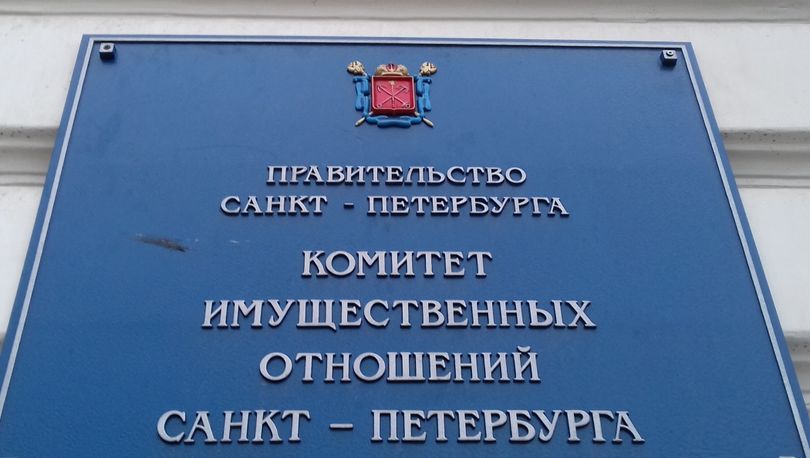 ПРАВИТЕЛЬСТВО
САНКТ - ПЕТЕРБУРГА
КОМИТЕТ
ИМУЩЕСТВЕННЫХ
ОТНОШЕНИЙ
САНКТ - ПЕТЕРБУРГА